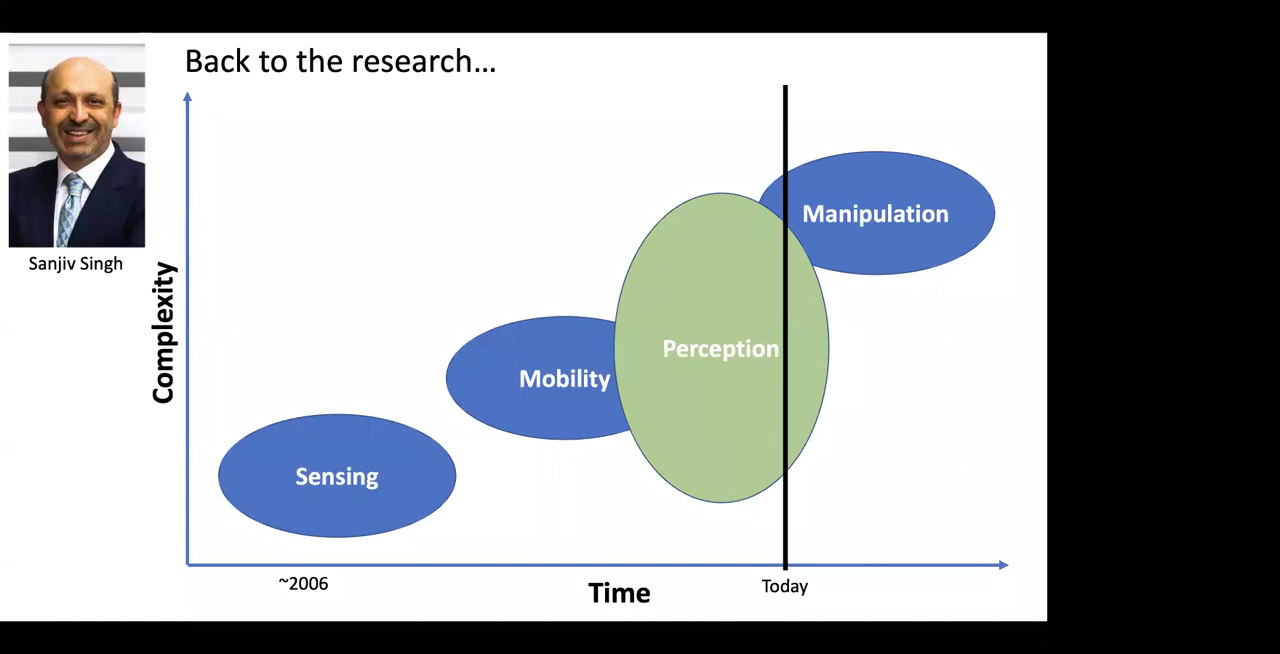 Back to the research...
Sanjiv Singh
Complexity
Manipulation
Perception
Mobility
Sensing
~2006
Time
Today